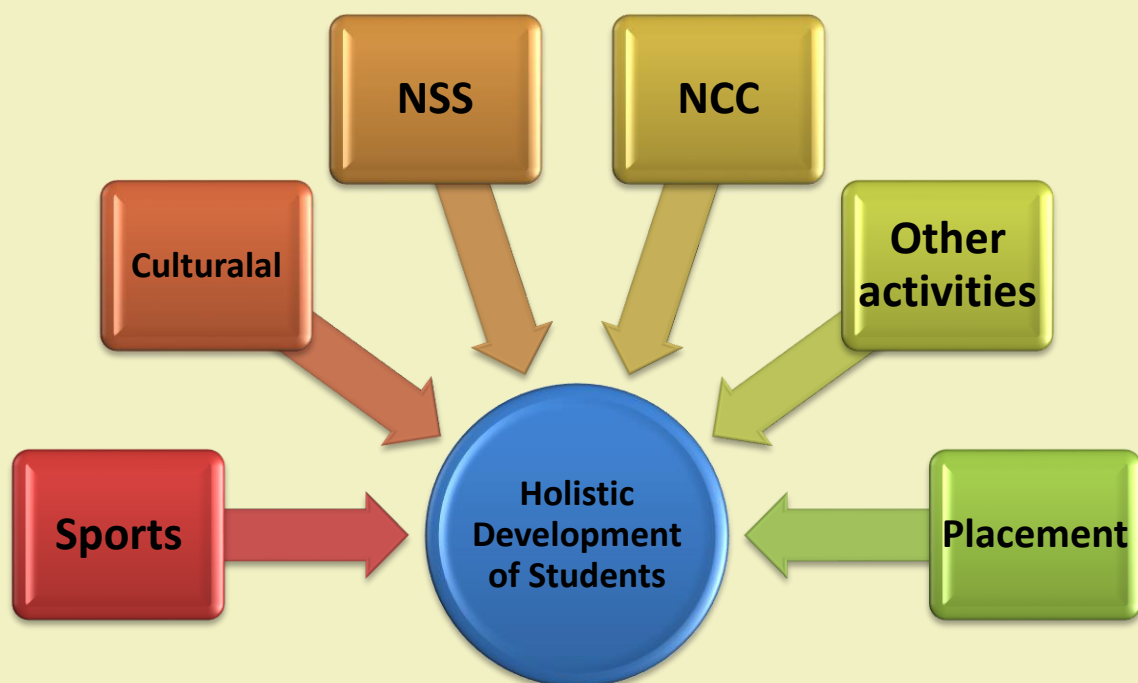 NSS
NCC
Culturalal
Other
activities
Sports
Holistic
Development
of Students
Placement